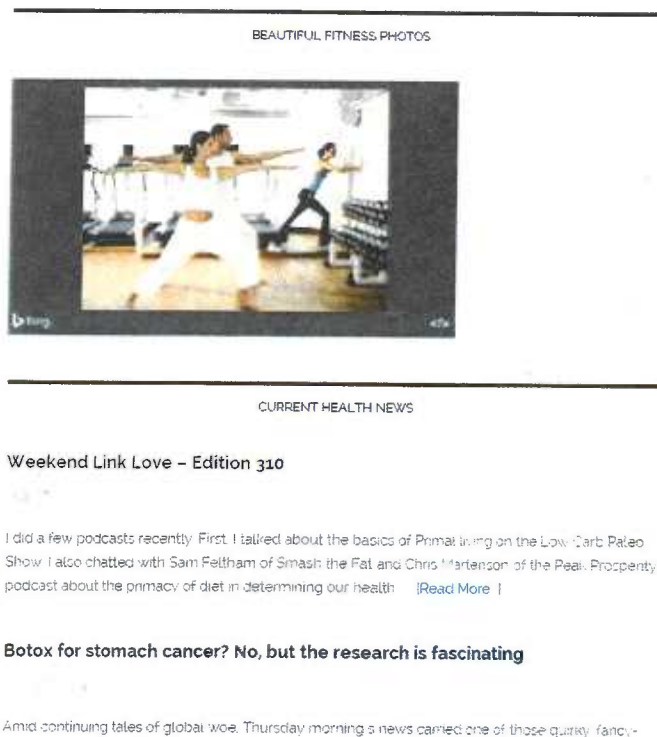 BEAUTIFUL FITNESS PHOTOS
bing
</>
CURRENT HEALTH NEWS
Weekend Link Love – Edition 310
I did a few podcasts recently. First, I talked about the basics of Primal living on the Low Carb Paleo
Show. I also chatted with Sam Feltham of Smash the Fat and Chris Martenson of the Peak Prosperity
podcast about the primacy of diet in determining our health. [Read More...]
Botox for stomach cancer? No, but the research is fascinating
Amid continuing tales of global woe, Thursday morning's news carried one of those quirky, fancy-